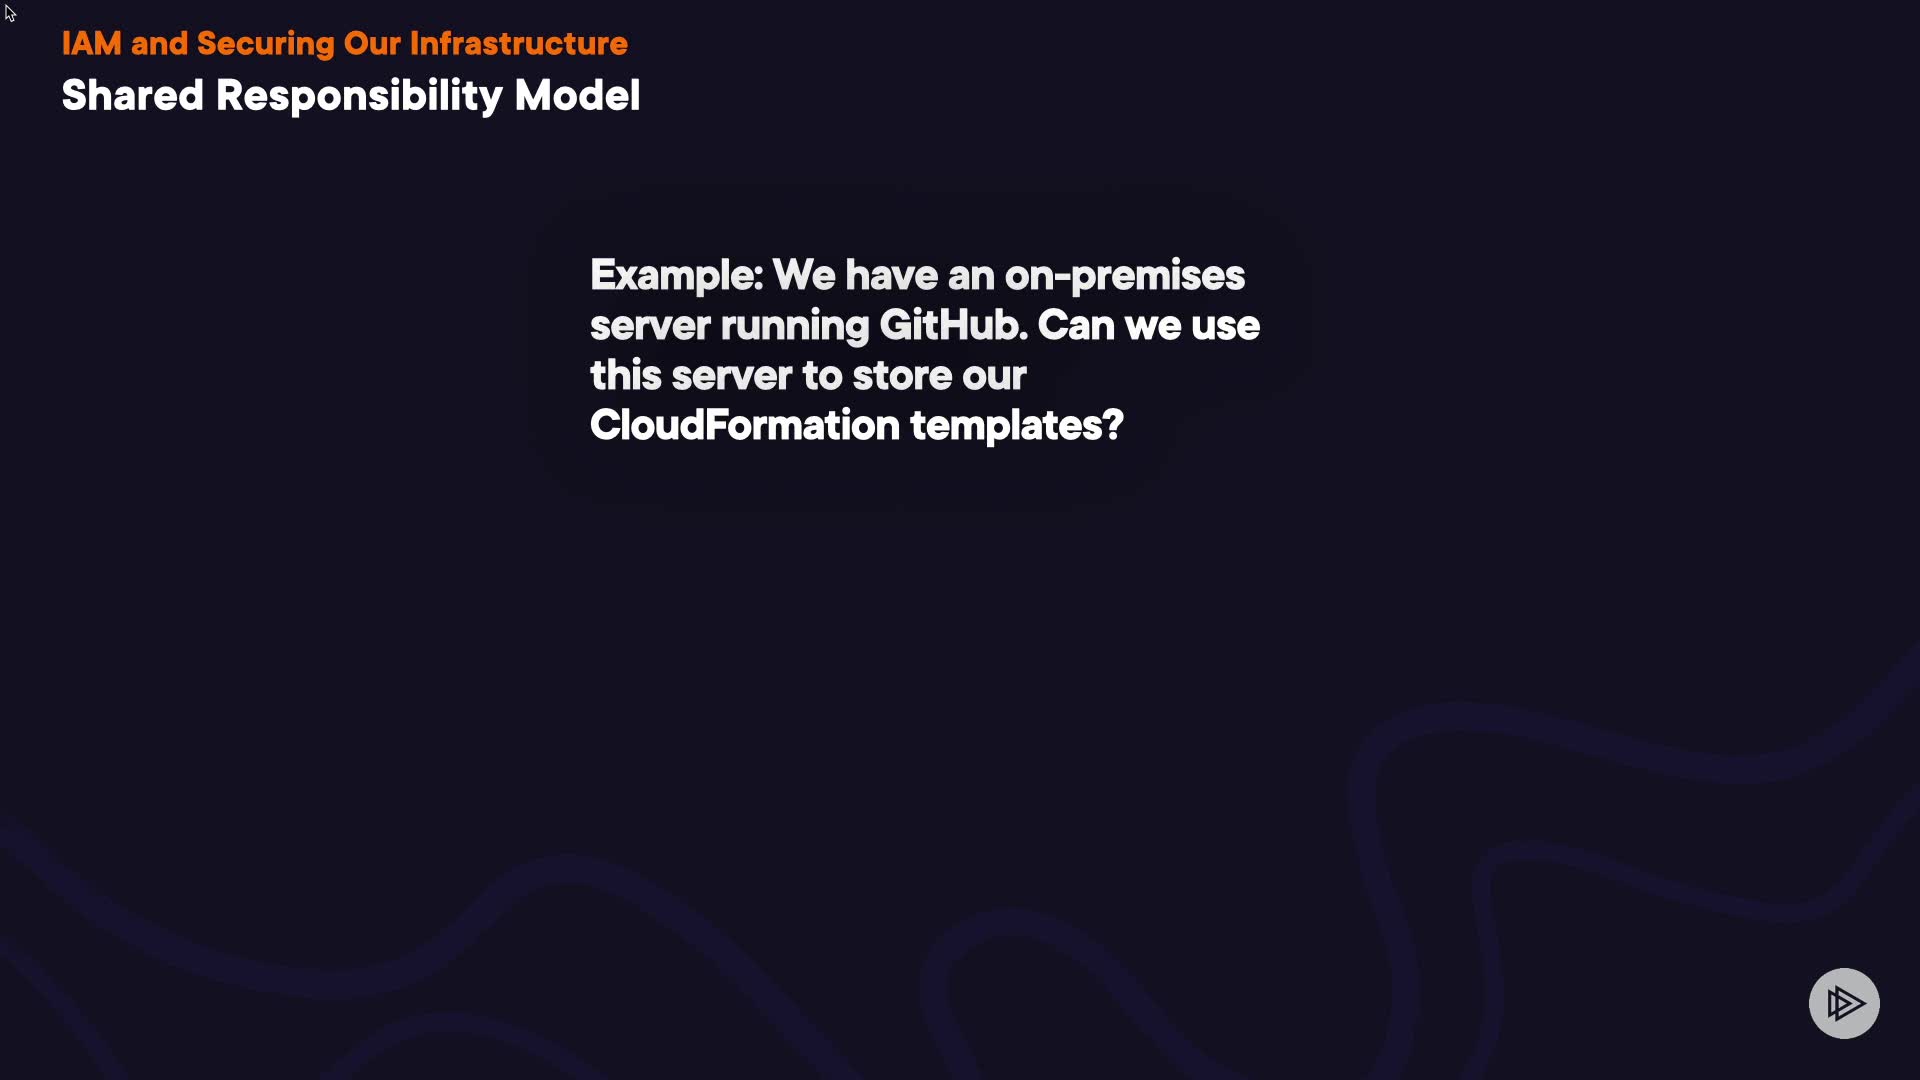 IAM and Securing Our Infrastructure
Shared Responsibility Model
Example: We have an on-premises
server running GitHub. Can we use
this server to store our
CloudFormation templates?